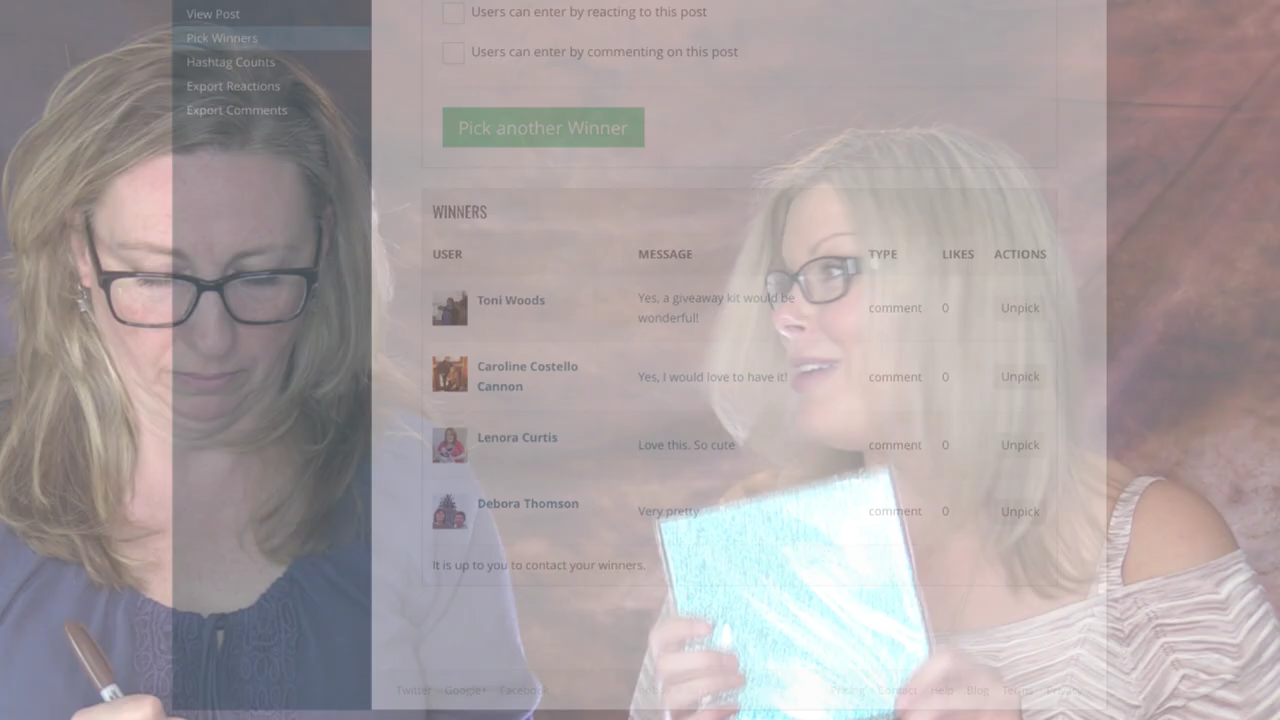 View Post
Pick Winners
Hashtag Counts
Export Reactions
Export Comments
Users can enter by reacting to this post
Users can enter by commenting on this post
Pick another Winner
WINNERS
USER MESSAGE TYPE LIKES ACTIONS
Toni Woods Yes, a giveaway kit would be wonderful! comment 0 Unpick
Caroline Costello Cannon Yes, I would love to have it! comment 0 Unpick
Lenora Curtis Love this. So cute comment 0 Unpick
Debora Thomson Very pretty comment 0 Unpick
It is up to you to contact your winners.
Twitter Google+ Facebook Pricing Contact Help Blog Terms Privacy